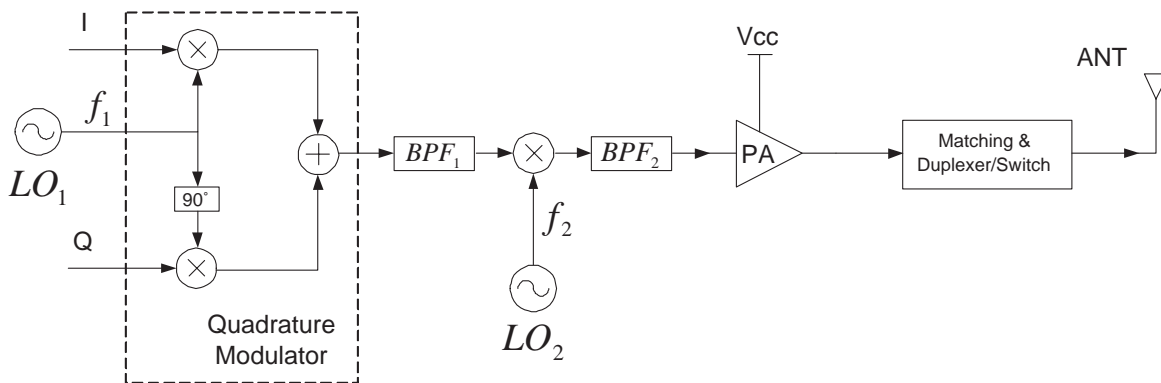 I
f₁
LO₁
90°
Q
Quadrature
Modulator
BPF₁
BPF₂
f₂
LO₂
Vcc
PA
Matching &
Duplexer/Switch
ANT